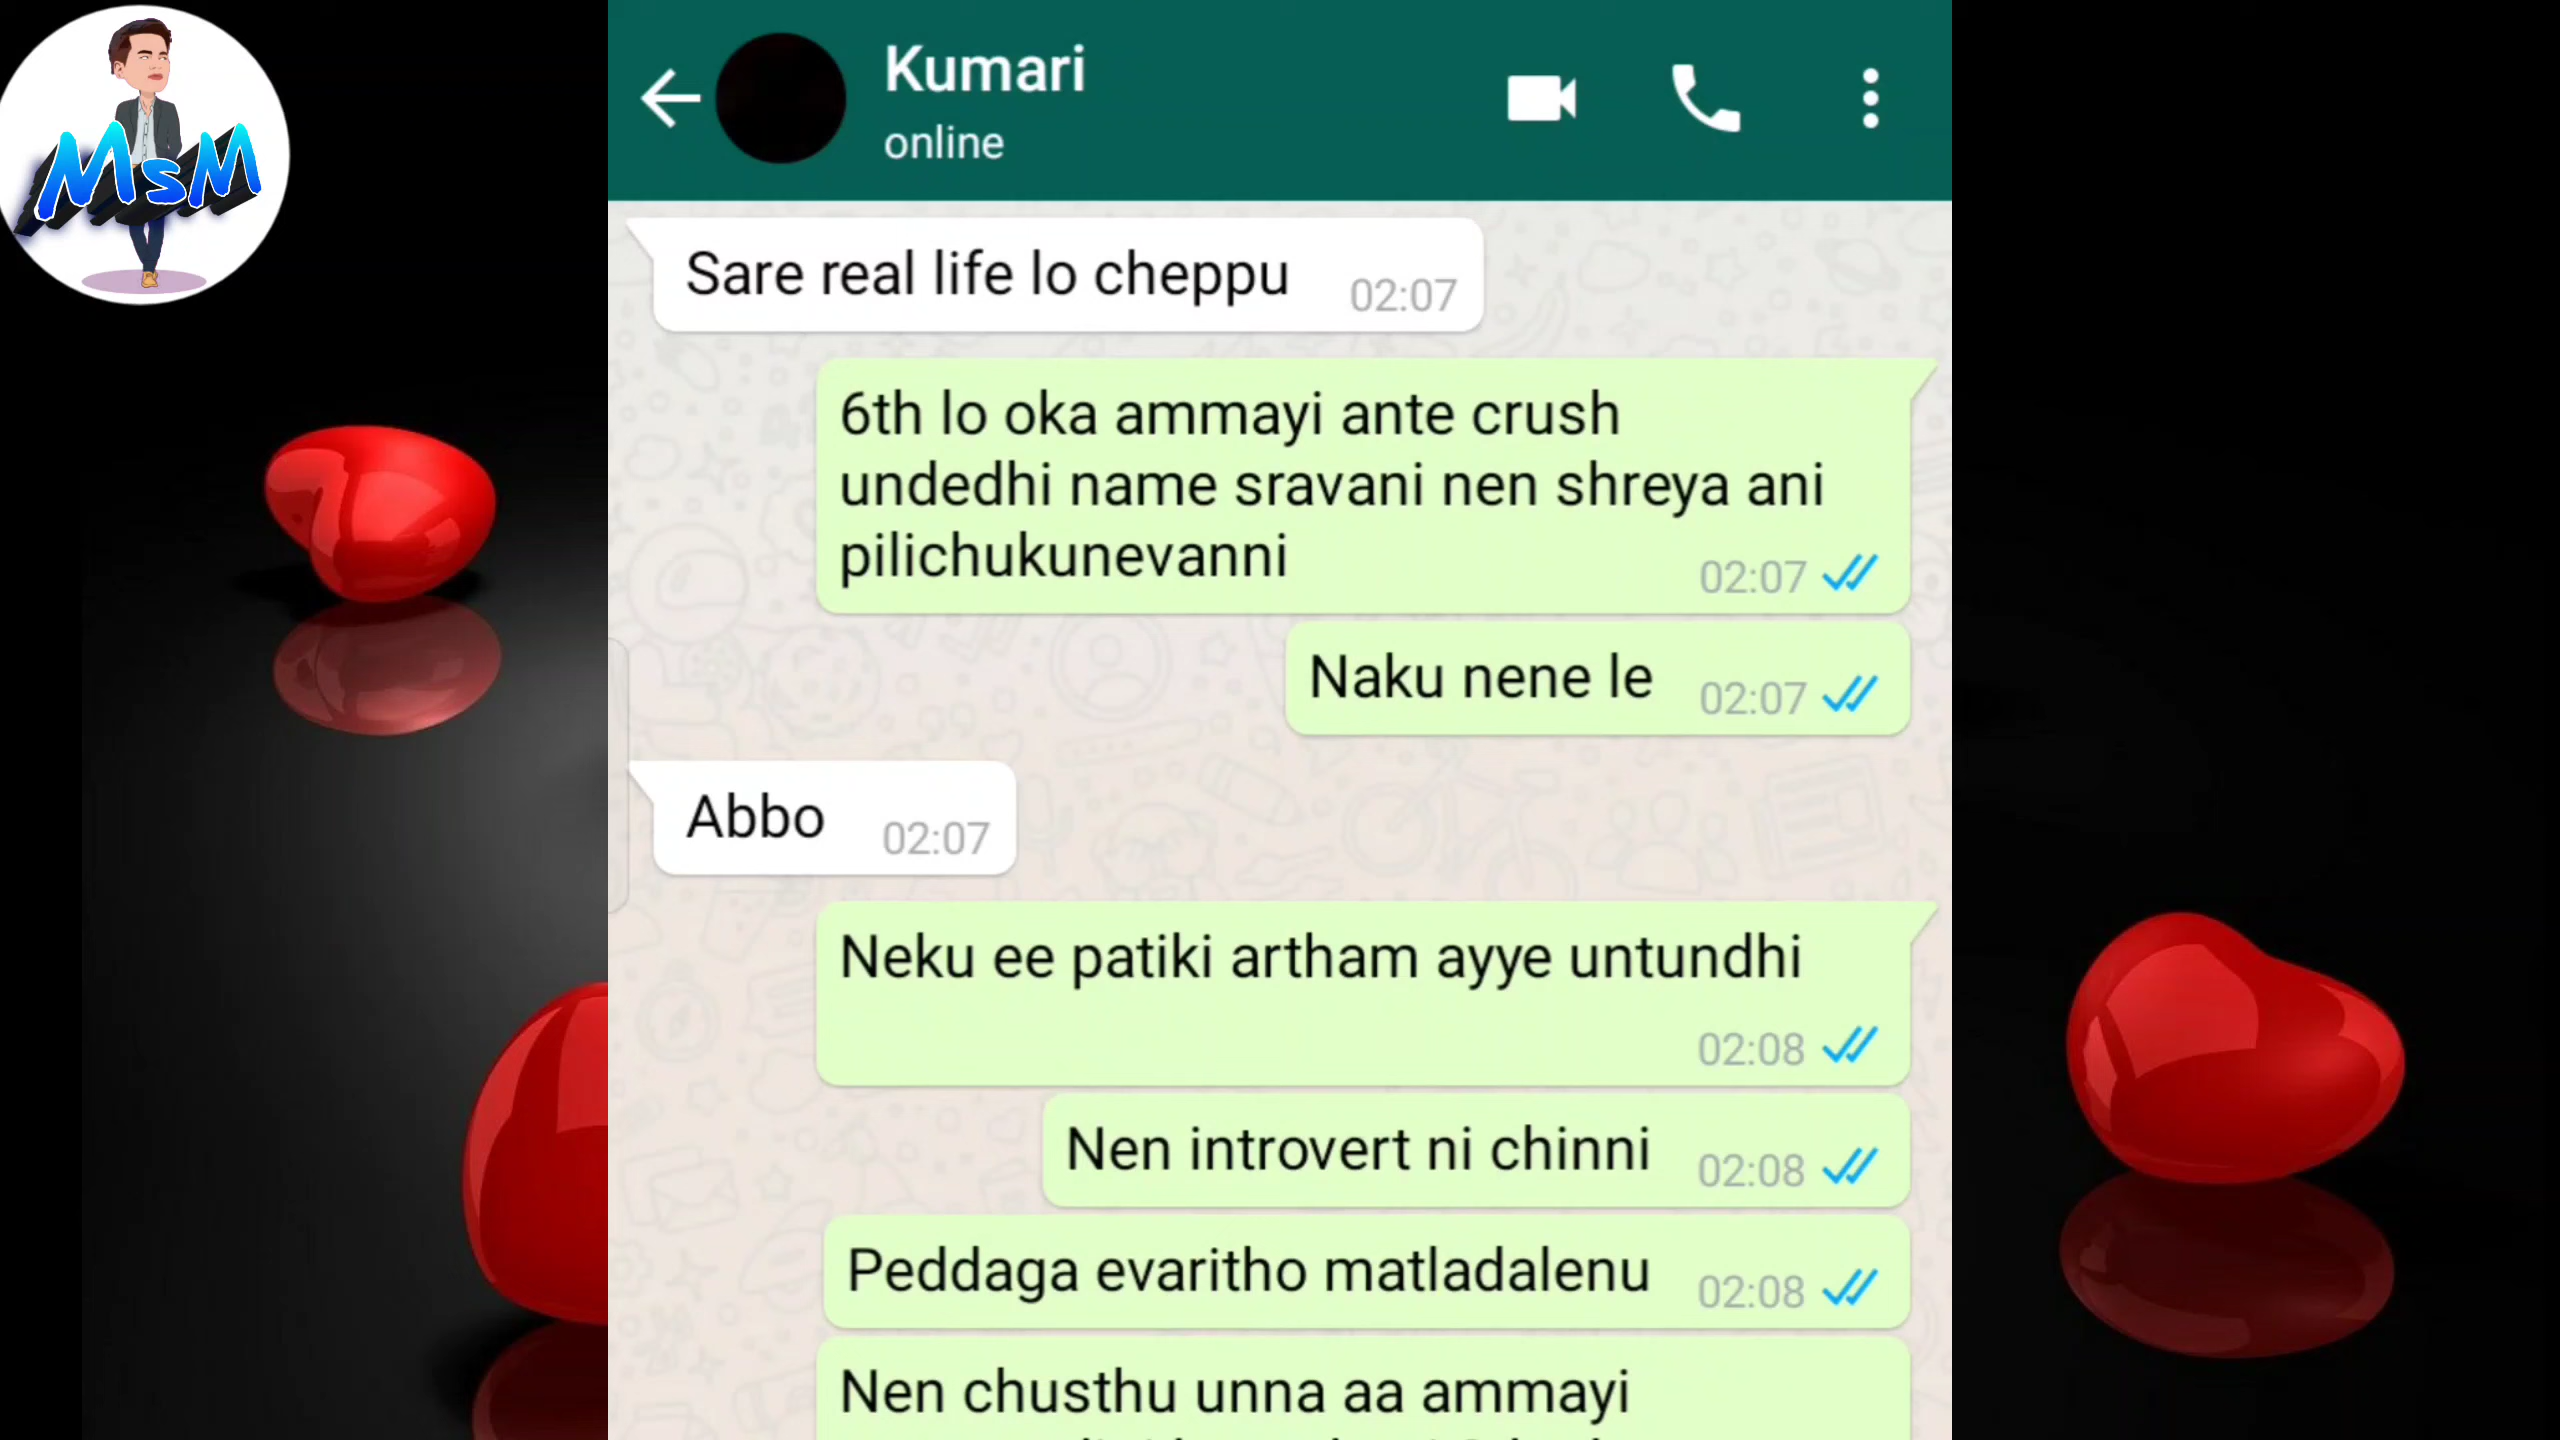 MsM
Kumari
online
Sare real life lo cheppu 02:07
6th lo oka ammayi ante crush
undedhi name sravani nen shreya ani
pilichukunevanni 02:07
Naku nene le 02:07
Abbo 02:07
Neku ee patiki artham ayye untundhi
02:08
Nen introvert ni chinni 02:08
Peddaga evaritho matladalenu 02:08
Nen chusthu unna aa ammayi